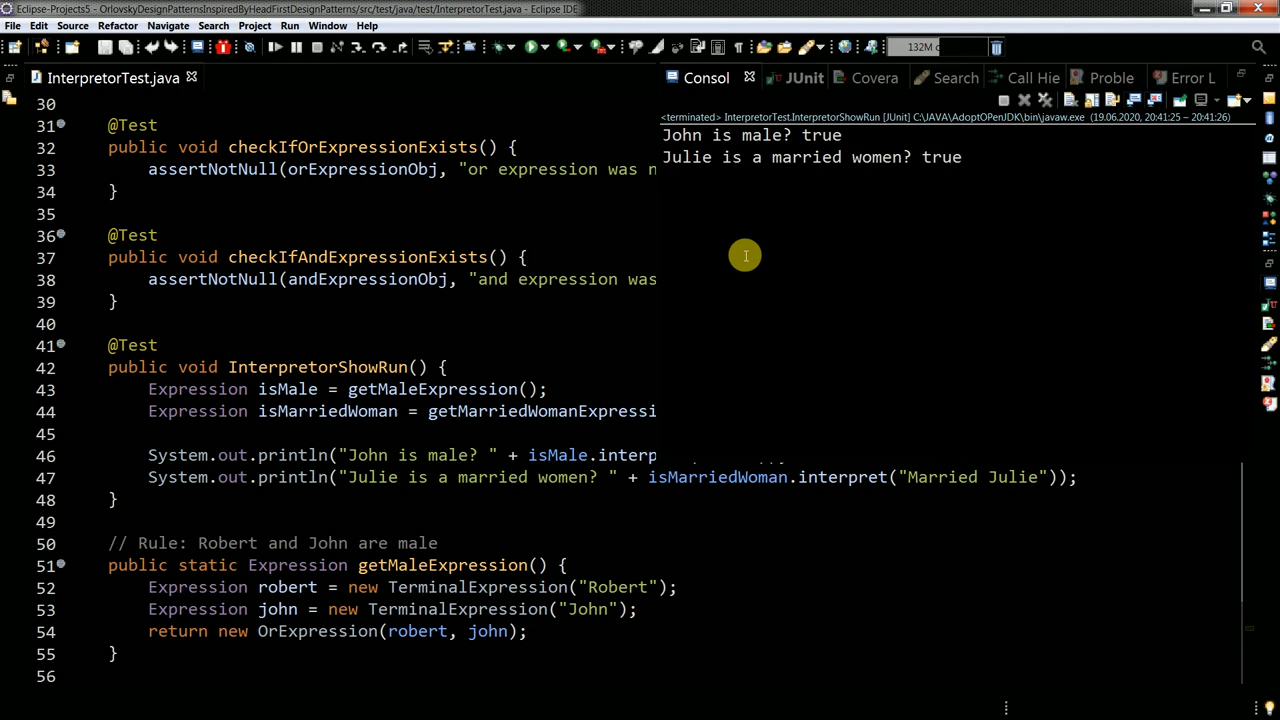 Eclipse-Projects5 - OrlovskyDesignPatternsInspiredByHeadFirstDesignPatterns/src/test/java/test/InterpretorTest.java - Eclipse IDE
File Edit Source Refactor Navigate Search Project Run Window Help
132M
InterpretorTest.java
Consol JUnit Covera Search Call Hie Proble Error L
<terminated> InterpretorTest.InterpretorShowRun [JUnit] C:\JAVA\AdoptOPenJDK\bin\javaw.exe (19.06.2020, 20:41:25 – 20:41:26)
John is male? true
Julie is a married women? true
30
31 @Test
32 public void checkIfOrExpressionExists() {
33 assertNotNull(orExpressionObj, "or expression was n
34 }
35
36 @Test
37 public void checkIfAndExpressionExists() {
38 assertNotNull(andExpressionObj, "and expression was
39 }
40
41 @Test
42 public void InterpretorShowRun() {
43 Expression isMale = getMaleExpression();
44 Expression isMarriedWoman = getMarriedWomanExpressi
45
46 System.out.println("John is male? " + isMale.interp
47 System.out.println("Julie is a married women? " + isMarriedWoman.interpret("Married Julie"));
48 }
49
50 // Rule: Robert and John are male
51 public static Expression getMaleExpression() {
52 Expression robert = new TerminalExpression("Robert");
53 Expression john = new TerminalExpression("John");
54 return new OrExpression(robert, john);
55 }
56